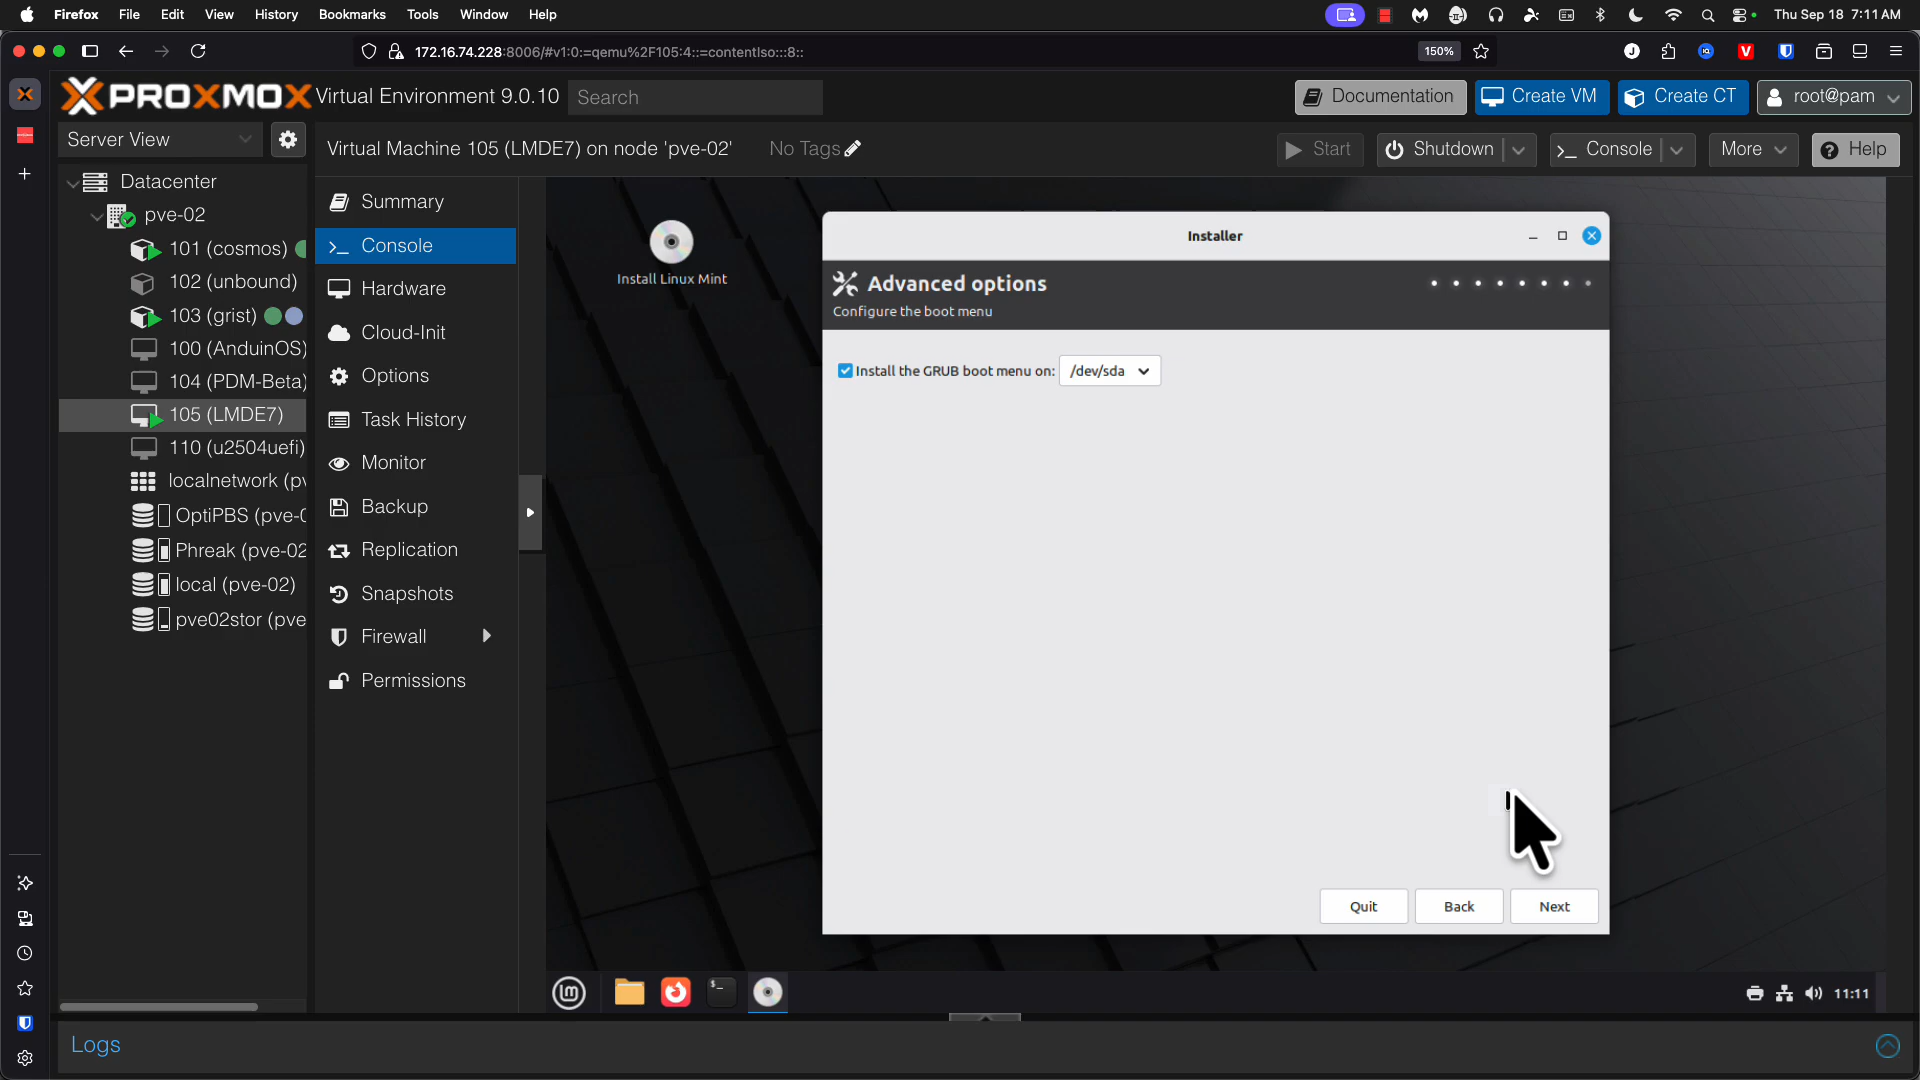 Firefox File Edit View History Bookmarks Tools Window Help
Thu Sep 18 7:11 AM
172.16.74.228:8006/#v1:0:=qemu%2F105:4::=contentIso:::8::
150%
PROXMOX Virtual Environment 9.0.10
Search
Documentation
Create VM
Create CT
root@pam
Server View
Virtual Machine 105 (LMDE7) on node 'pve-02'
No Tags
Start
Shutdown
Console
More
Help
Datacenter
pve-02
101 (cosmos)
102 (unbound)
103 (grist)
100 (AnduinOS)
104 (PDM-Beta)
105 (LMDE7)
110 (u2504uefi)
localnetwork (pv
OptiPBS (pve-0
Phreak (pve-02
local (pve-02)
pve02stor (pve
Summary
Console
Hardware
Cloud-Init
Options
Task History
Monitor
Backup
Replication
Snapshots
Firewall
Permissions
Install Linux Mint
Installer
Advanced options
Configure the boot menu
Install the GRUB boot menu on: /dev/sda
Quit
Back
Next
11:11
Logs